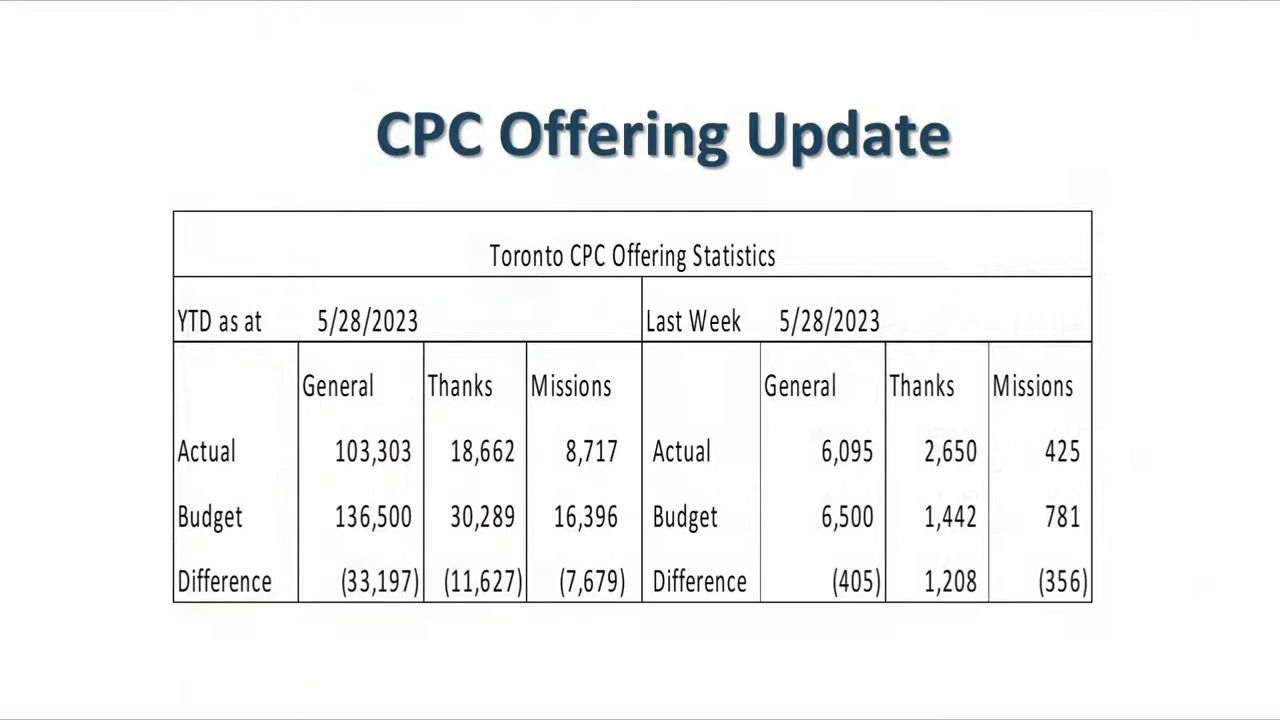 CPC Offering Update
Toronto CPC Offering Statistics
YTD as at 5/28/2023 Last Week 5/28/2023
General Thanks Missions General Thanks Missions
Actual 103,303 18,662 8,717 Actual 6,095 2,650 425
Budget 136,500 30,289 16,396 Budget 6,500 1,442 781
Difference (33,197) (11,627) (7,679) Difference (405) 1,208 (356)